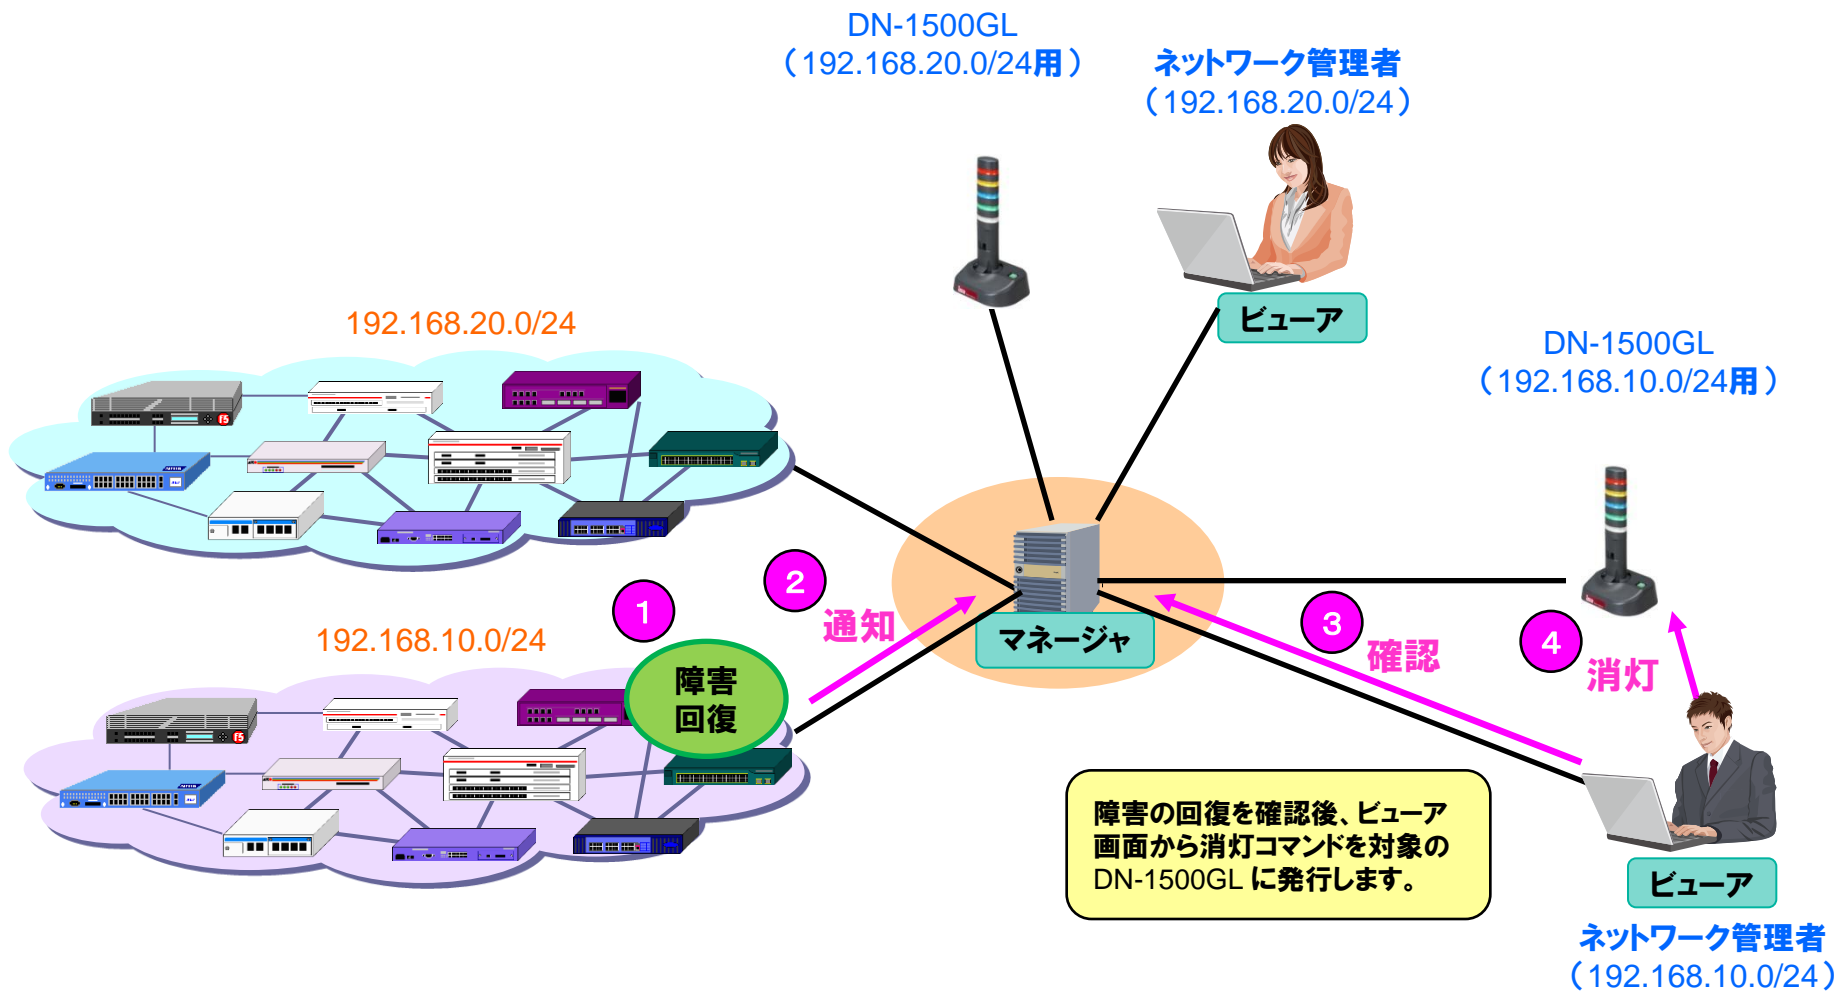 DN-1500GL
（192.168.20.0/24用）
ネットワーク管理者
（192.168.20.0/24）
ビューア
192.168.20.0/24
DN-1500GL
（192.168.10.0/24用）
1
2
通知
マネージャ
3
確認
4
消灯
192.168.10.0/24
障害
回復
障害の回復を確認後、ビューア
画面から消灯コマンドを対象の
DN-1500GL に発行します。
ビューア
ネットワーク管理者
（192.168.10.0/24）